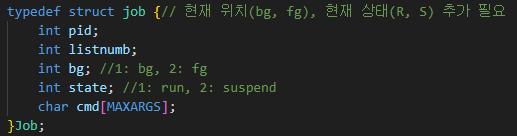 typedef struct job {// 현재 위치(bg, fg), 현재 상태(R, S) 추가 필요
    int pid;
    int listnumb;
    int bg; //1: bg, 2: fg
    int state; //1: run, 2: suspend
    char cmd[MAXARGS];
}Job;